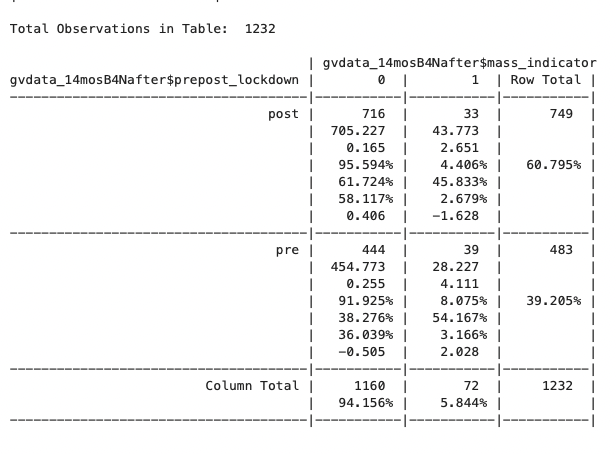 Total Observations in Table:  1232
| gvdata_14mosB4Nafter$mass_indicator
gvdata_14mosB4Nafter$prepost_lockdown |         0 |         1 | Row Total |
--------------------------------------|-----------|-----------|-----------|
post |       716 |        33 |       749 |
|   705.227 |    43.773 |           |
|     0.165 |     2.651 |           |
|   95.594% |    4.406% |   60.795% |
|   61.724% |   45.833% |           |
|   58.117% |    2.679% |           |
|     0.406 |    -1.628 |           |
--------------------------------------|-----------|-----------|-----------|
pre |       444 |        39 |       483 |
|   454.773 |    28.227 |           |
|     0.255 |     4.111 |           |
|   91.925% |    8.075% |   39.205% |
|   38.276% |   54.167% |           |
|   36.039% |    3.166% |           |
|    -0.505 |     2.028 |           |
--------------------------------------|-----------|-----------|-----------|
Column Total |      1160 |        72 |      1232 |
|   94.156% |    5.844% |           |
--------------------------------------|-----------|-----------|-----------|